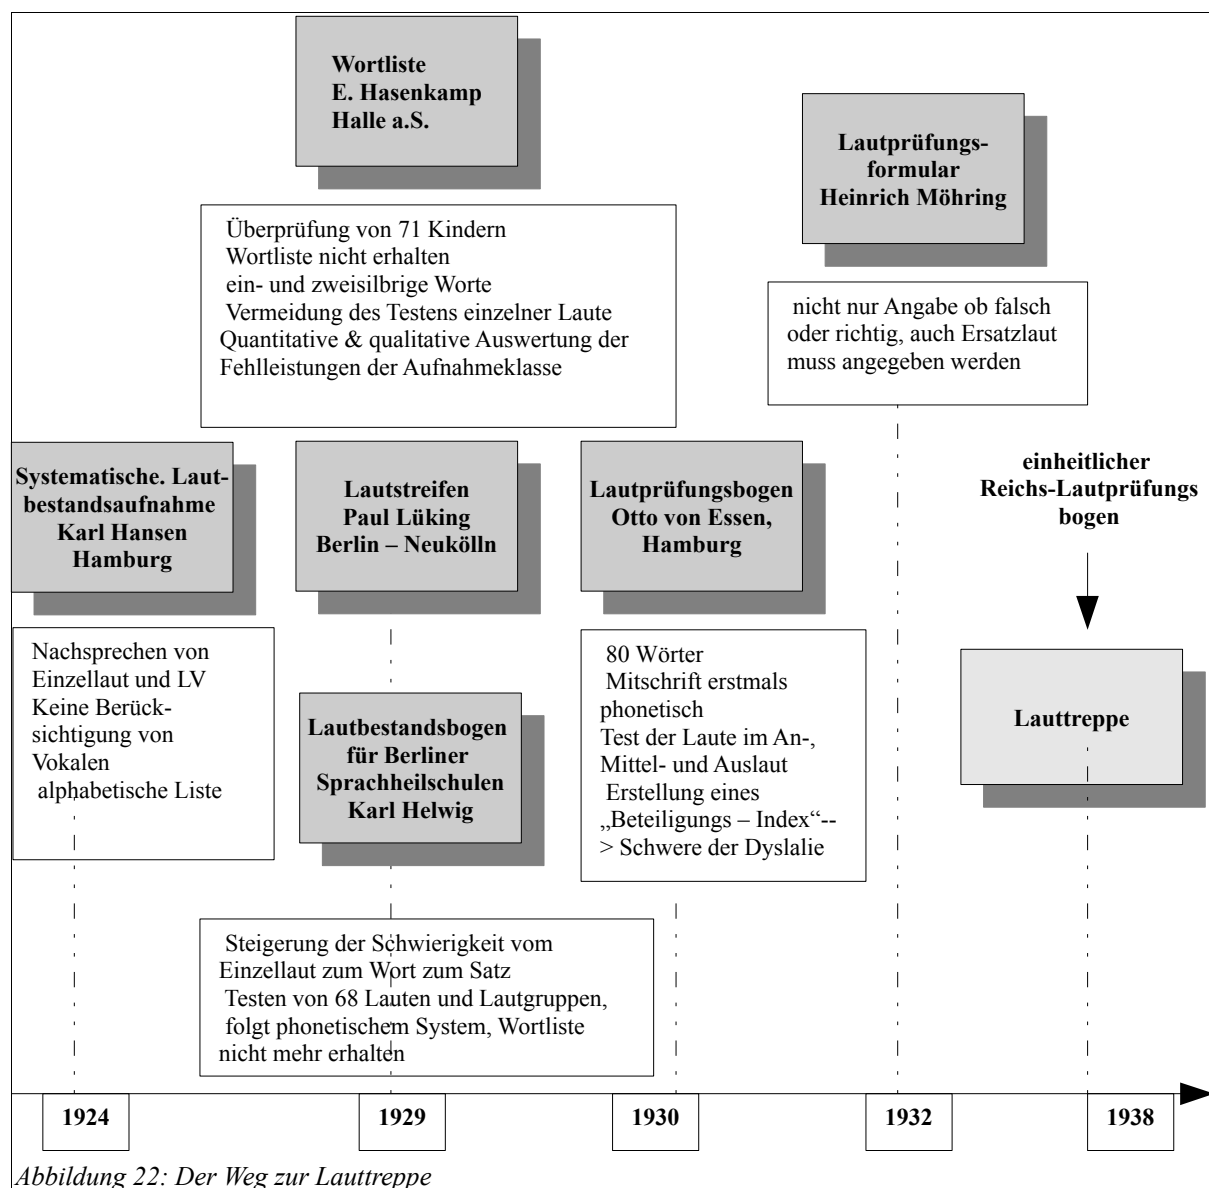 Wortliste
E. Hasenkamp
Halle a.S.
Überprüfung von 71 Kindern
Wortliste nicht erhalten
ein- und zweisilbrige Worte
Vermeidung des Testens einzelner Laute
Quantitative & qualitative Auswertung der
Fehlleistungen der Aufnahmeklasse
Lautprüfungs-
formular
Heinrich Möhring
nicht nur Angabe ob falsch
oder richtig, auch Ersatzlaut
muss angegeben werden
Systematische. Laut-
bestandsaufnahme
Karl Hansen
Hamburg
Nachsprechen von
Einzellaut und LV
Keine Berück-
sichtigung von
Vokalen
alphabetische Liste
Lautstreifen
Paul Lüking
Berlin – Neukölln
Lautbestandsbogen
für Berliner
Sprachheilschulen
Karl Helwig
Steigerung der Schwierigkeit vom
Einzellaut zum Wort zum Satz
Testen von 68 Lauten und Lautgruppen,
folgt phonetischem System, Wortliste
nicht mehr erhalten
Lautprüfungsbogen
Otto von Essen,
Hamburg
80 Wörter
Mitschrift erstmals
phonetisch
Test der Laute im An-,
Mittel- und Auslaut
Erstellung eines
„Beteiligungs – Index“--
> Schwere der Dyslalie
einheitlicher
Reichs-Lautprüfungs
bogen
Lauttreppe
1924
1929
1930
1932
1938
Abbildung 22: Der Weg zur Lauttreppe